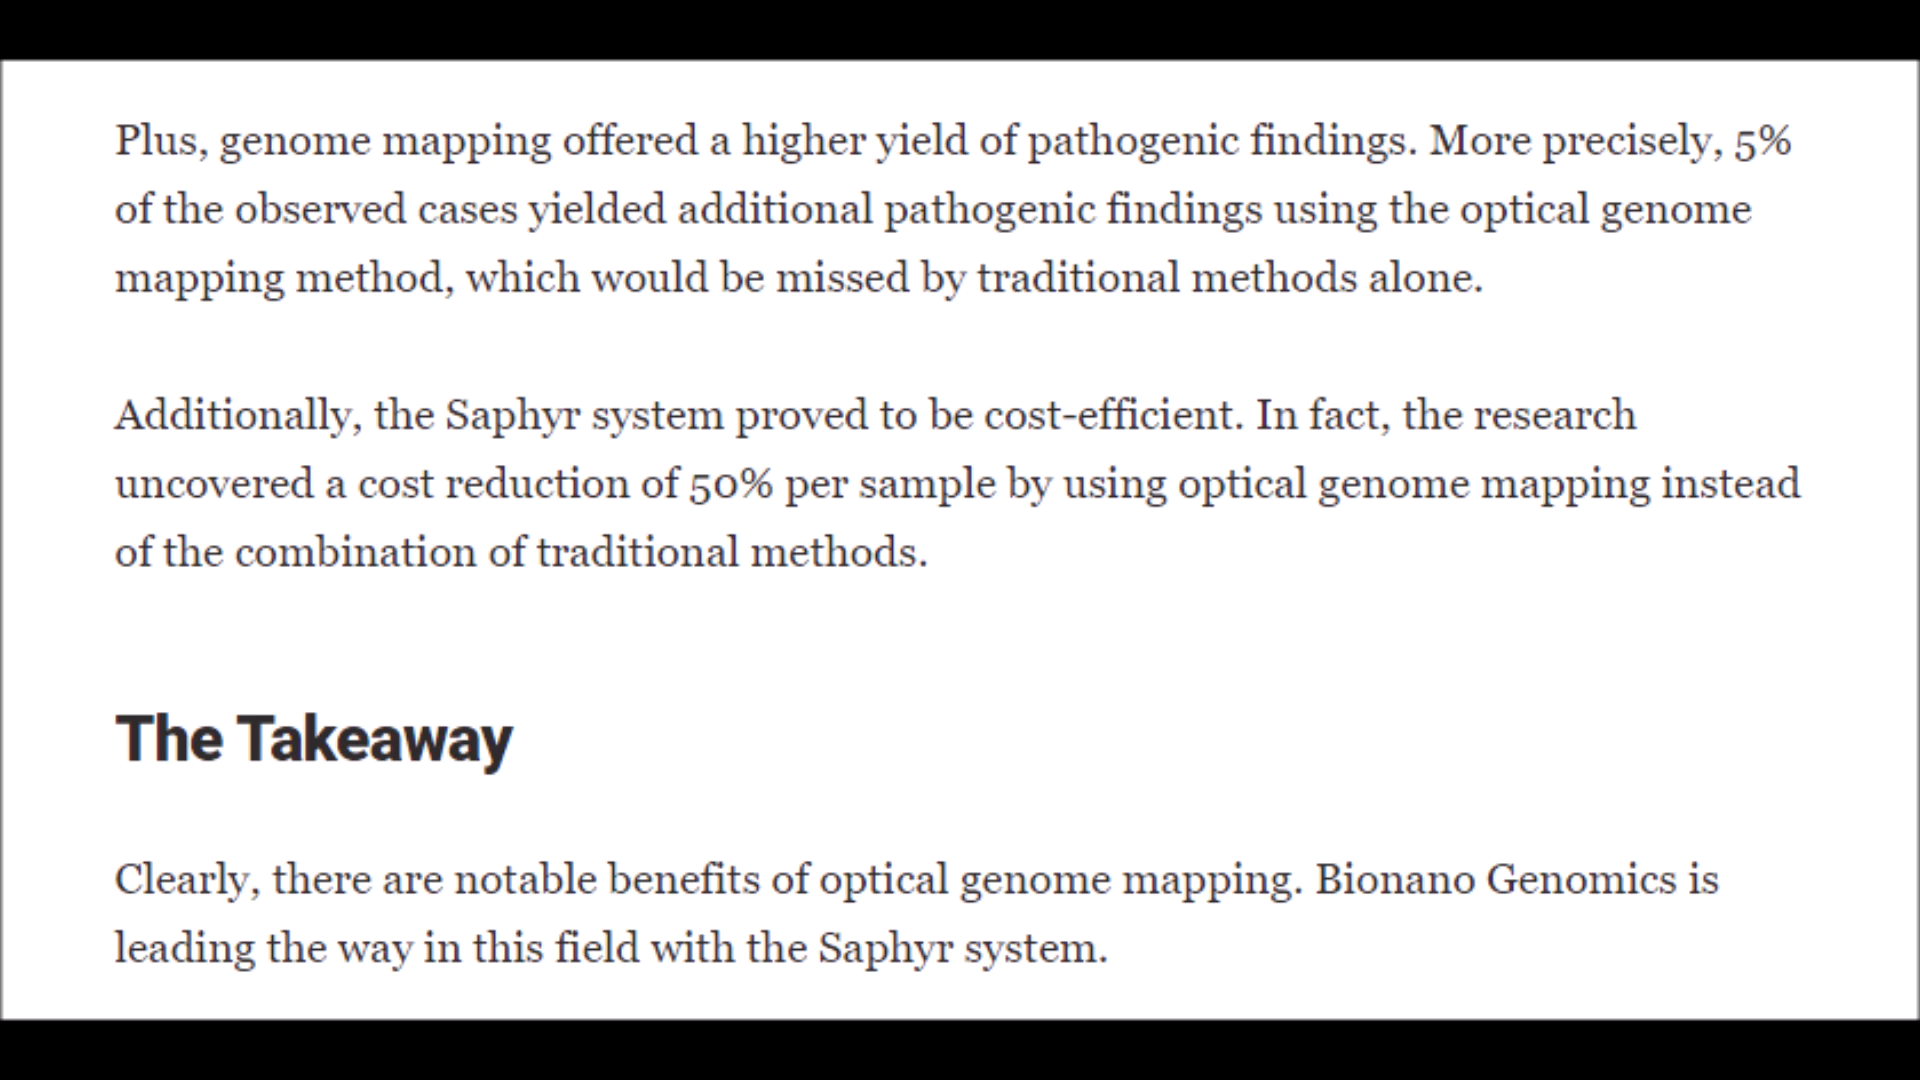 Plus, genome mapping offered a higher yield of pathogenic findings. More precisely, 5%
of the observed cases yielded additional pathogenic findings using the optical genome
mapping method, which would be missed by traditional methods alone.
Additionally, the Saphyr system proved to be cost-efficient. In fact, the research
uncovered a cost reduction of 50% per sample by using optical genome mapping instead
of the combination of traditional methods.
The Takeaway
Clearly, there are notable benefits of optical genome mapping. Bionano Genomics is
leading the way in this field with the Saphyr system.